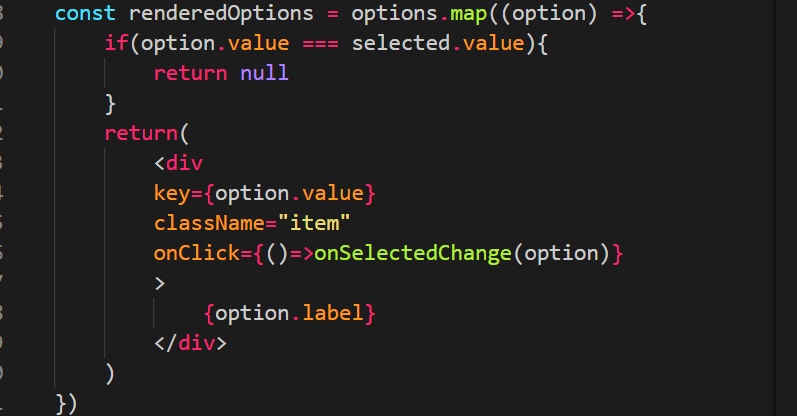 const renderedOptions = options.map((option) =>{
if(option.value === selected.value){
return null
}
return(
<div
key={option.value}
className="item"
onClick={()=>onSelectedChange(option)}
>
{option.label}
</div>
)
})